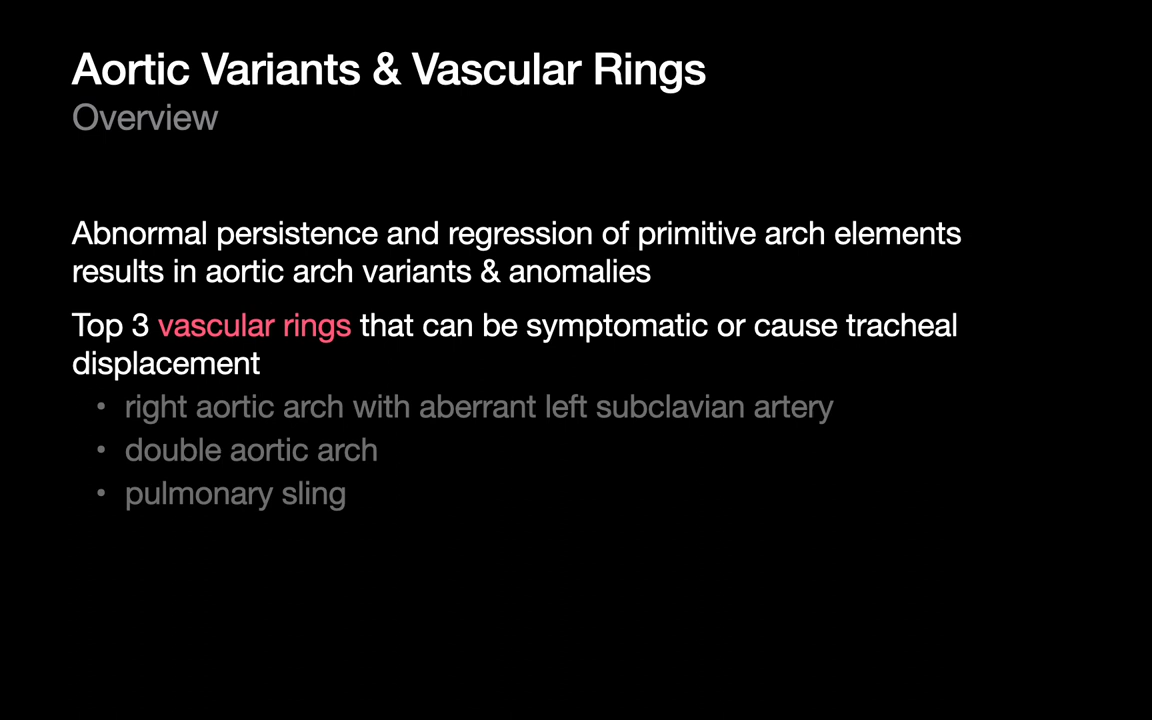 Aortic Variants & Vascular Rings
Overview
Abnormal persistence and regression of primitive arch elements
results in aortic arch variants & anomalies
Top 3 vascular rings that can be symptomatic or cause tracheal
displacement
• right aortic arch with aberrant left subclavian artery
• double aortic arch
• pulmonary sling